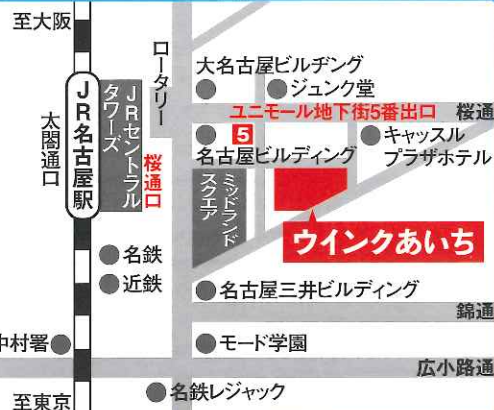 至大阪
ロータリー
大名古屋ビルヂング
ジュンク堂
ユニモール地下街5番出口
桜通
5
キャッスル
プラザホテル
名古屋ビルディング
JR名古屋駅
JRセントラル
タワーズ
太閤通口
桜通口
ミッドランド
スクエア
ウインクあいち
名鉄
近鉄
名古屋三井ビルディング
錦通
中村署
モード学園
広小路通
至東京
名鉄レジャック